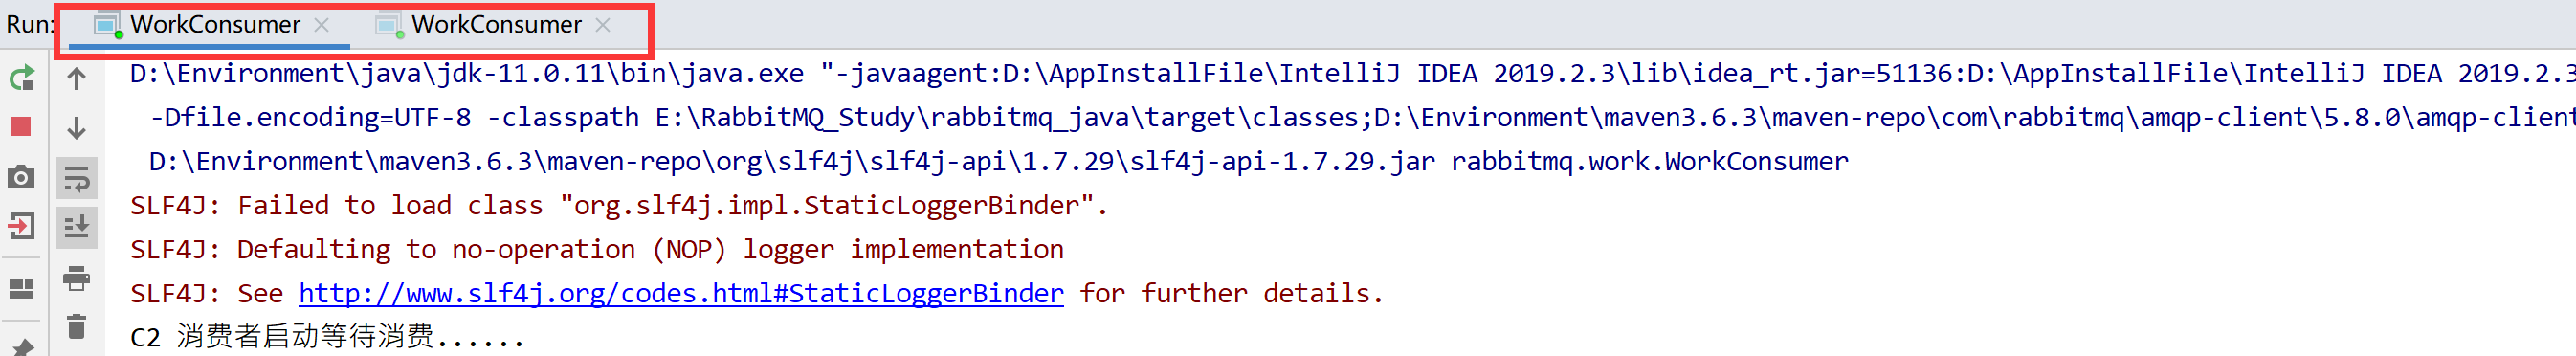 Run: WorkConsumer × WorkConsumer ×
D:\Environment\java\jdk-11.0.11\bin\java.exe "-javaagent:D:\AppInstallFile\IntelliJ IDEA 2019.2.3\lib\idea_rt.jar=51136:D:\AppInstallFile\IntelliJ IDEA 2019.2.3
-Dfile.encoding=UTF-8 -classpath E:\RabbitMQ_Study\rabbitmq_java\target\classes;D:\Environment\maven3.6.3\maven-repo\com\rabbitmq\amqp-client\5.8.0\amqp-client
D:\Environment\maven3.6.3\maven-repo\org\slf4j\slf4j-api\1.7.29\slf4j-api-1.7.29.jar rabbitmq.work.WorkConsumer
SLF4J: Failed to load class "org.slf4j.impl.StaticLoggerBinder".
SLF4J: Defaulting to no-operation (NOP) logger implementation
SLF4J: See http://www.slf4j.org/codes.html#StaticLoggerBinder for further details.
C2 消费者启动等待消费......